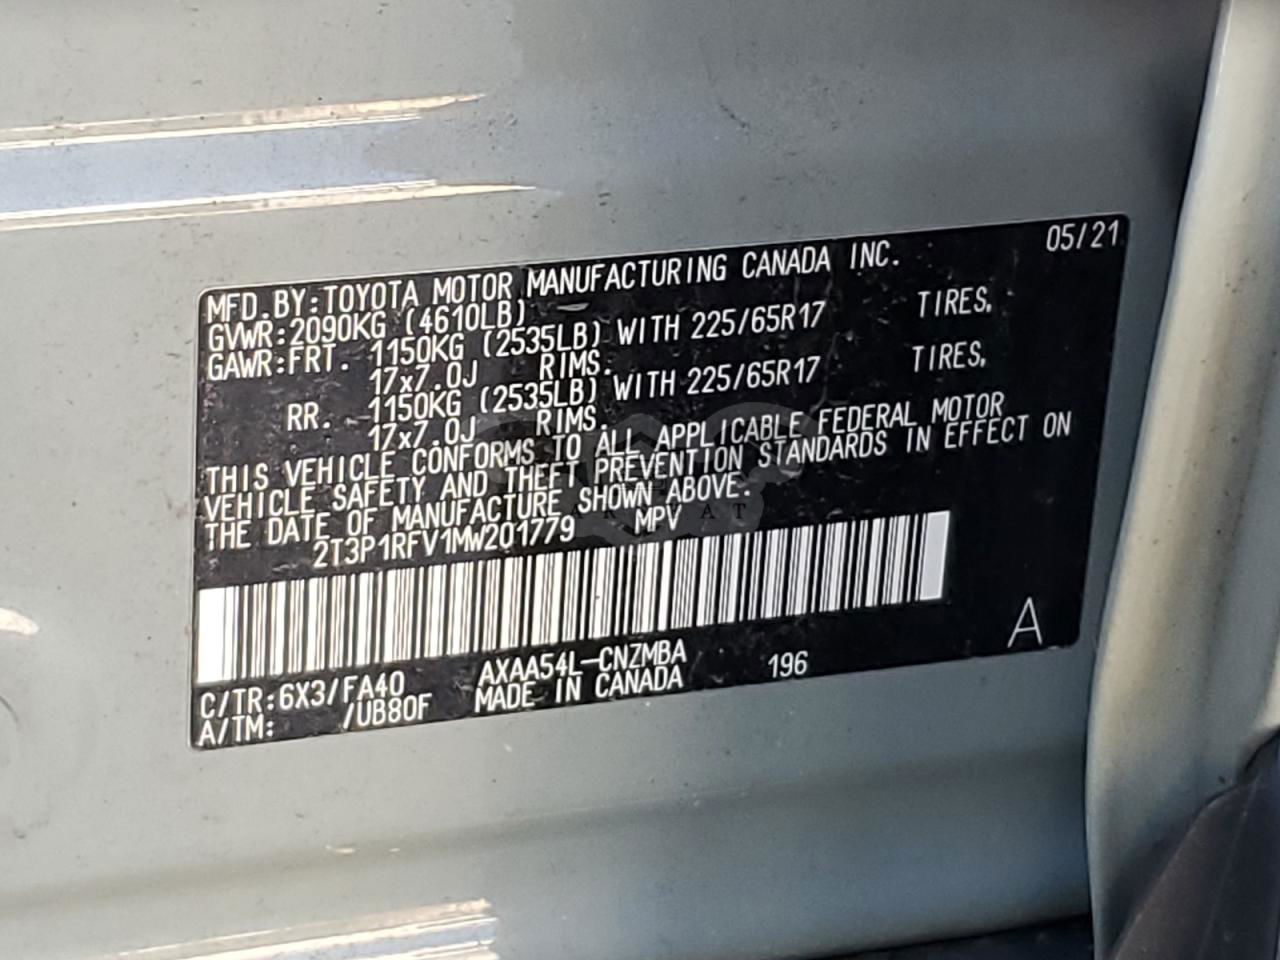 05/21
MFD.BY:TOYOTA MOTOR MANUFACTURING CANADA INC.
GVWR:2090KG (4610LB)
GAWR:FRT. 1150KG (2535LB) WITH 225/65R17 TIRES,
17x7.0J RIMS.
RR. 1150KG (2535LB) WITH 225/65R17 TIRES,
17x7.0J RIMS.
THIS VEHICLE CONFORMS TO ALL APPLICABLE FEDERAL MOTOR
VEHICLE SAFETY AND THEFT PREVENTION STANDARDS IN EFFECT ON
THE DATE OF MANUFACTURE SHOWN ABOVE.
2T3P1RFV1MW201779 MPV
A
C/TR:6X3/FA40 AXAA54L-CNZMBA 196
A/TM: /UB80F MADE IN CANADA